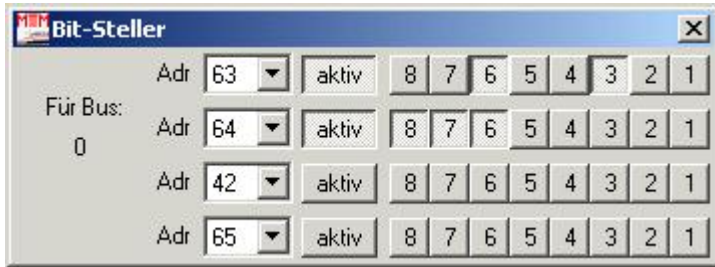 Bit-Steller
Adr 63 aktiv 8 7 6 5 4 3 2 1
Für Bus:
0
Adr 64 aktiv 8 7 6 5 4 3 2 1
Adr 42 aktiv 8 7 6 5 4 3 2 1
Adr 65 aktiv 8 7 6 5 4 3 2 1